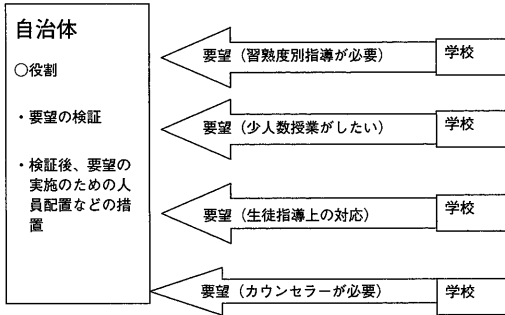 自治体
○役割
・要望の検証
・検証後、要望の
実施のための人
員配置などの措
置
要望（習熟度別指導が必要）
学校
要望（少人数授業がしたい）
学校
要望（生徒指導上の対応）
学校
要望（カウンセラーが必要）
学校